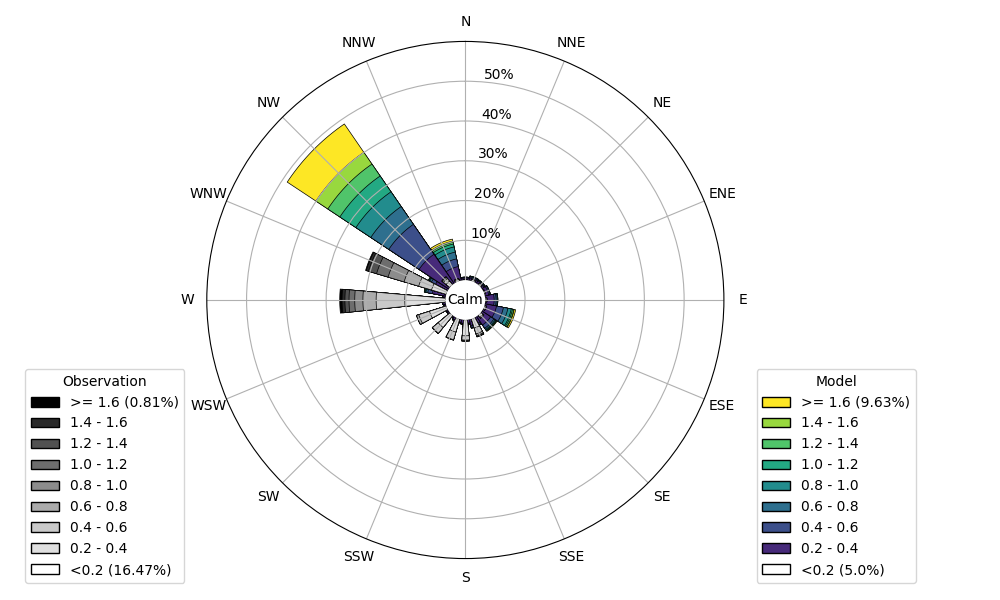 N
NNW
NNE
50%
NW
NE
40%
30%
WNW
ENE
20%
10%
W
Calm
E
WSW
ESE
SW
SE
SSW
SSE
S
Observation
>= 1.6 (0.81%)
1.4 - 1.6
1.2 - 1.4
1.0 - 1.2
0.8 - 1.0
0.6 - 0.8
0.4 - 0.6
0.2 - 0.4
<0.2 (16.47%)
Model
>= 1.6 (9.63%)
1.4 - 1.6
1.2 - 1.4
1.0 - 1.2
0.8 - 1.0
0.6 - 0.8
0.4 - 0.6
0.2 - 0.4
<0.2 (5.0%)